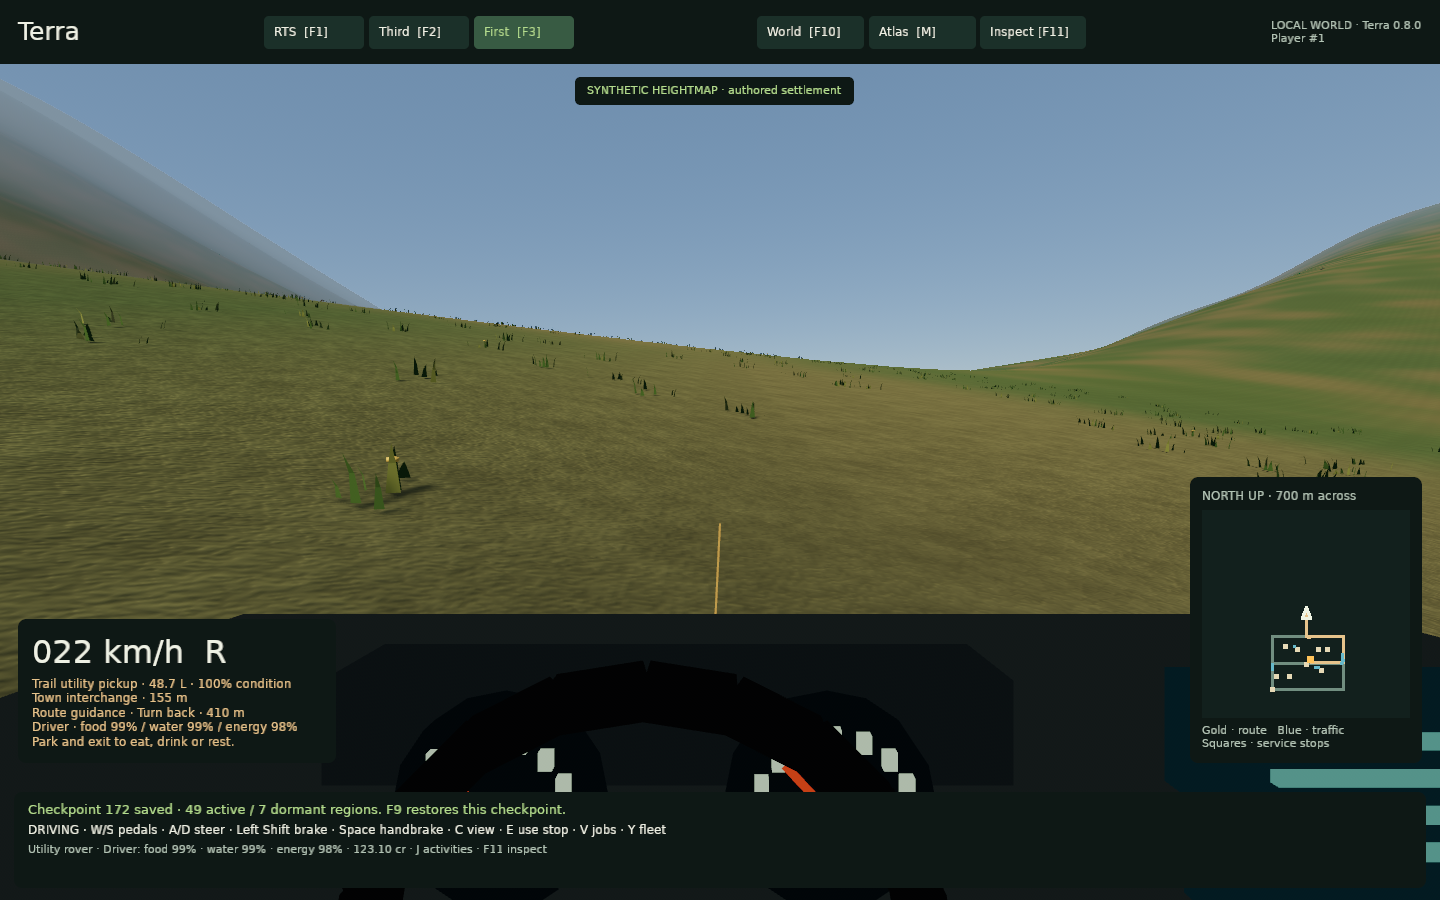 Terra
RTS [F1]
Third [F2]
First [F3]
World [F10]
Atlas [M]
Inspect [F11]
LOCAL WORLD · Terra 0.8.0
Player #1
SYNTHETIC HEIGHTMAP · authored settlement
NORTH UP · 700 m across
Gold · route Blue · traffic
Squares · service stops
022 km/h R
Trail utility pickup · 48.7 L · 100% condition
Town interchange · 155 m
Route guidance · Turn back · 410 m
Driver · food 99% / water 99% / energy 98%
Park and exit to eat, drink or rest.
Checkpoint 172 saved · 49 active / 7 dormant regions. F9 restores this checkpoint.
DRIVING · W/S pedals · A/D steer · Left Shift brake · Space handbrake · C view · E use stop · V jobs · Y fleet
Utility rover · Driver: food 99% · water 99% · energy 98% · 123.10 cr · J activities · F11 inspect